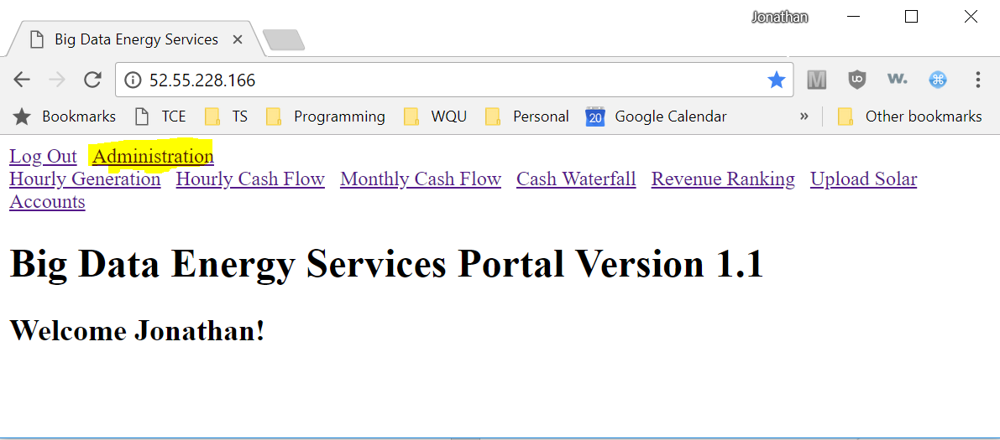 Jonathan
Big Data Energy Services
52.55.228.166
M UD W.
Bookmarks TCE TS Programming WQU Personal 20 Google Calendar » Other bookmarks
Log Out Administration
Hourly Generation Hourly Cash Flow Monthly Cash Flow Cash Waterfall Revenue Ranking Upload Solar
Accounts
Big Data Energy Services Portal Version 1.1
Welcome Jonathan!